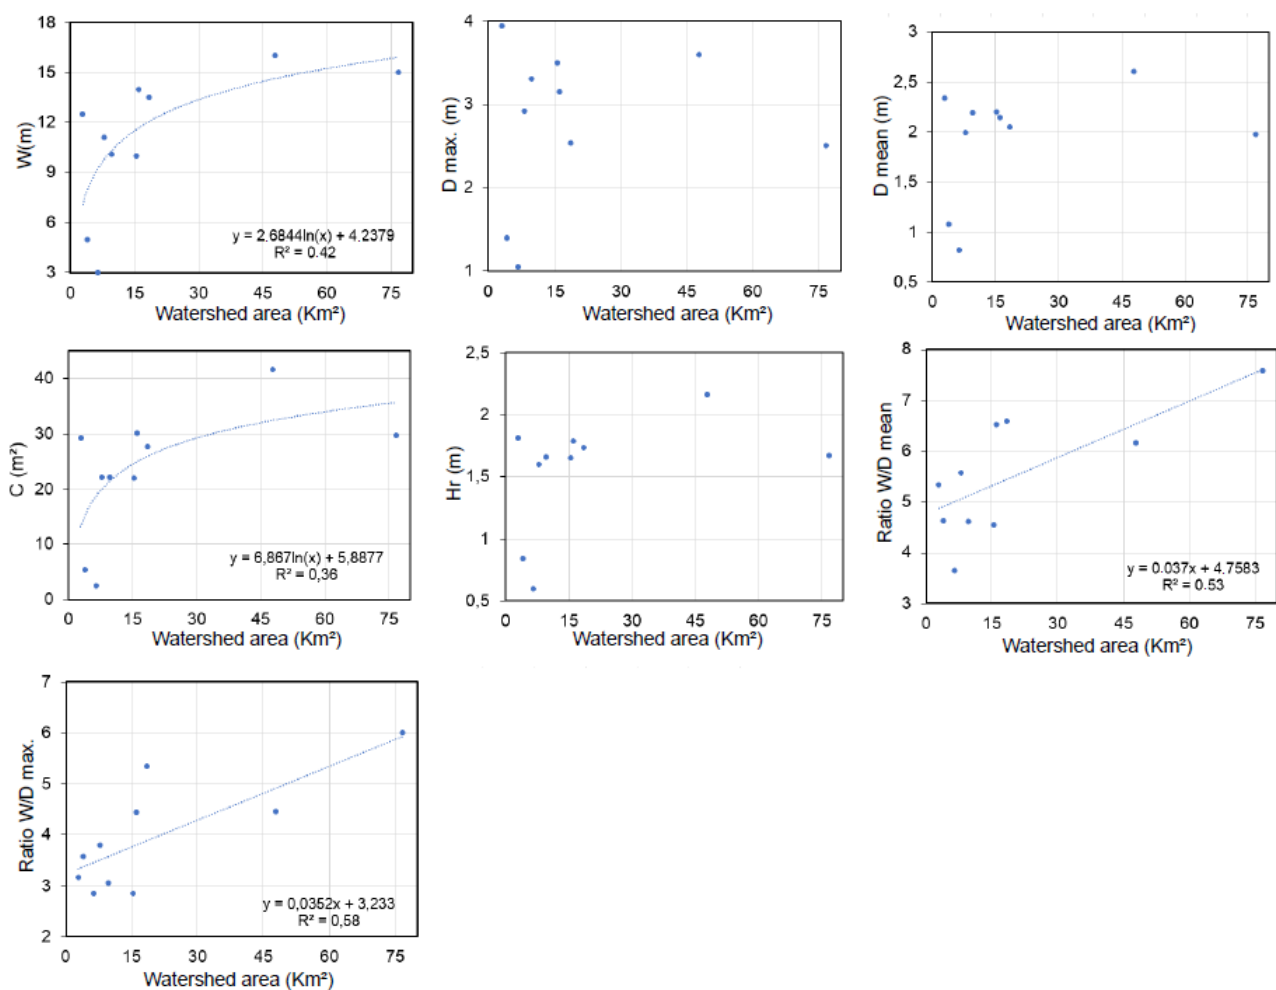 18
15
12
9
6
3
W(m)
y = 2.6844ln(x) + 4.2379
R² = 0.42
0 15 30 45 60 75
Watershed area (Km²)
4
3
2
1
D max. (m)
0 15 30 45 60 75
Watershed area (Km²)
3
2,5
2
1,5
1
0,5
D mean (m)
0 15 30 45 60 75
Watershed area (Km²)
40
30
20
10
0
C (m²)
y = 6,867ln(x) + 5,8877
R² = 0,36
0 15 30 45 60 75
Watershed area (Km²)
2,5
2
1,5
1
0,5
Hr (m)
0 15 30 45 60 75
Watershed area (Km²)
8
7
6
5
4
3
Ratio W/D mean
y = 0.037x + 4.7583
R² = 0.53
0 15 30 45 60 75
Watershed area (Km²)
7
6
5
4
3
2
Ratio W/D max.
y = 0,0352x + 3,233
R² = 0,58
0 15 30 45 60 75
Watershed area (Km²)